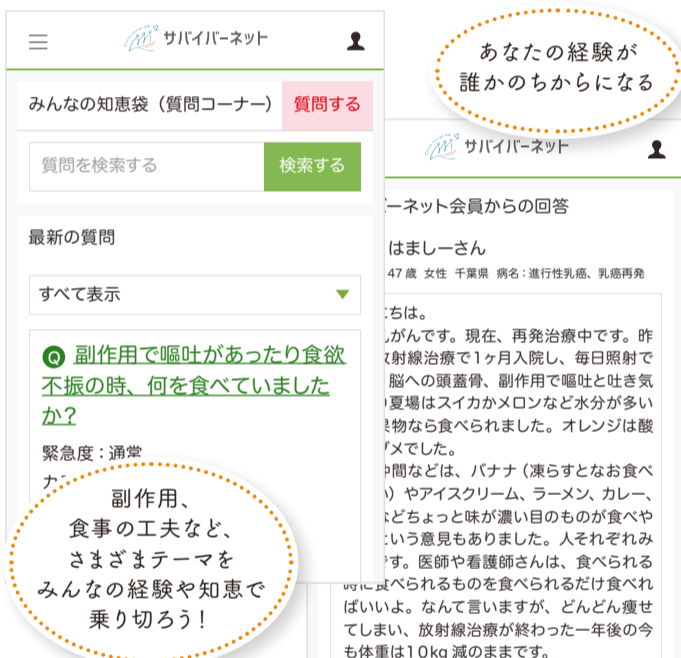 サバイバーネット
みんなの知恵袋（質問コーナー）
質問する
質問を検索する
検索する
最新の質問
すべて表示
Q 副作用で嘔吐があったり食欲
不振の時、何を食べていました
か?
緊急度：通常
副作用、
食事の工夫など、
さまざまテーマを
みんなの経験や知恵で
乗り切ろう！
あなたの経験が
誰かのちからになる
サバイバーネット
ーネット会員からの回答
はましーさん
47歳 女性 千葉県 病名：進行性乳癌、乳癌再発
ちは。
がんです。現在、再発治療中です。昨
射線治療で1ヶ月入院し、毎日照射で
脳への頭蓋骨、副作用で嘔吐と吐き気
夏場はスイカかメロンなど水分が多い
物なら食べられました。オレンジは酸
メでした。
間などは、バナナ（凍らすとなお食べ
）やアイスクリーム、ラーメン、カレー、
などちょっと味が濃い目のものが食べや
という意見もありました。人それぞれみ
です。医師や看護師さんは、食べられる
時に食べられるものを食べられるだけ食べれ
ばいいよ。なんて言いますが、どんどん痩せ
てしまい、放射線治療が終わった一年後の今
も体重は10kg減のままです。